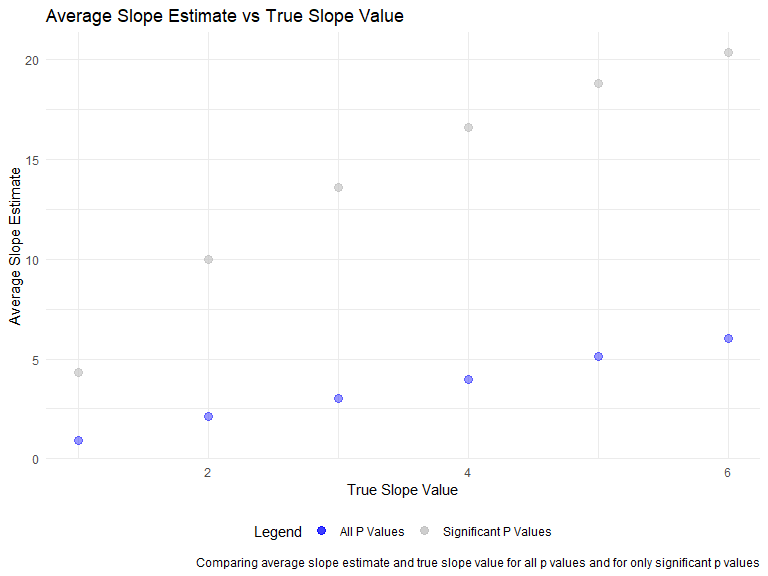 Average Slope Estimate vs True Slope Value
20
15
10
5
0
Average Slope Estimate
2 4 6
True Slope Value
Legend All P Values Significant P Values
Comparing average slope estimate and true slope value for all p values and for only significant p values